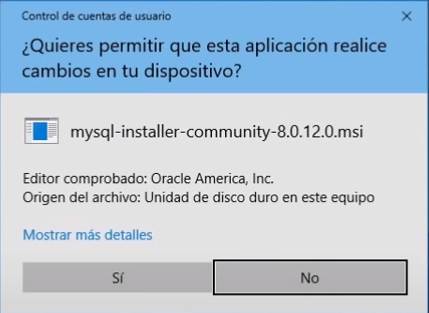 Control de cuentas de usuario
¿Quieres permitir que esta aplicación realice
cambios en tu dispositivo?
mysql-installer-community-8.0.12.0.msi
Editor comprobado: Oracle America, Inc.
Origen del archivo: Unidad de disco duro en este equipo
Mostrar más detalles
Sí
No